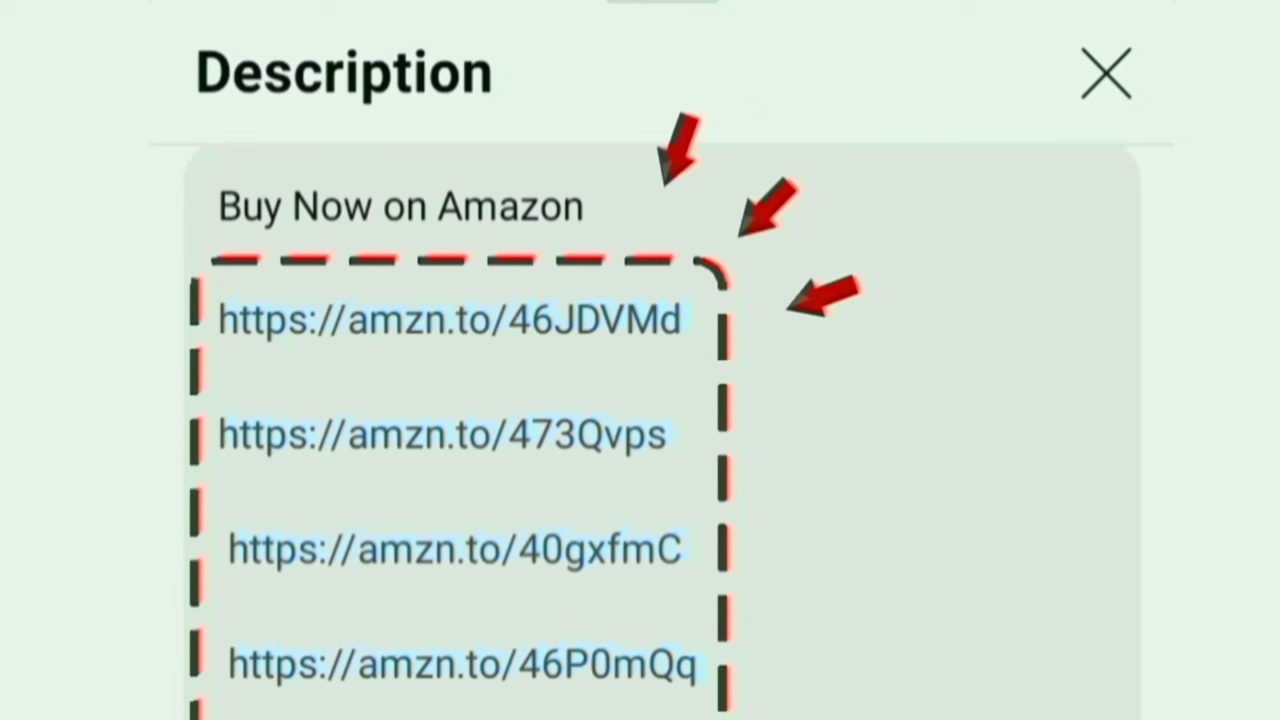 Description
Buy Now on Amazon
https://amzn.to/46JDVMd
https://amzn.to/473Qvps
https://amzn.to/40gxfmC
https://amzn.to/46P0mQq